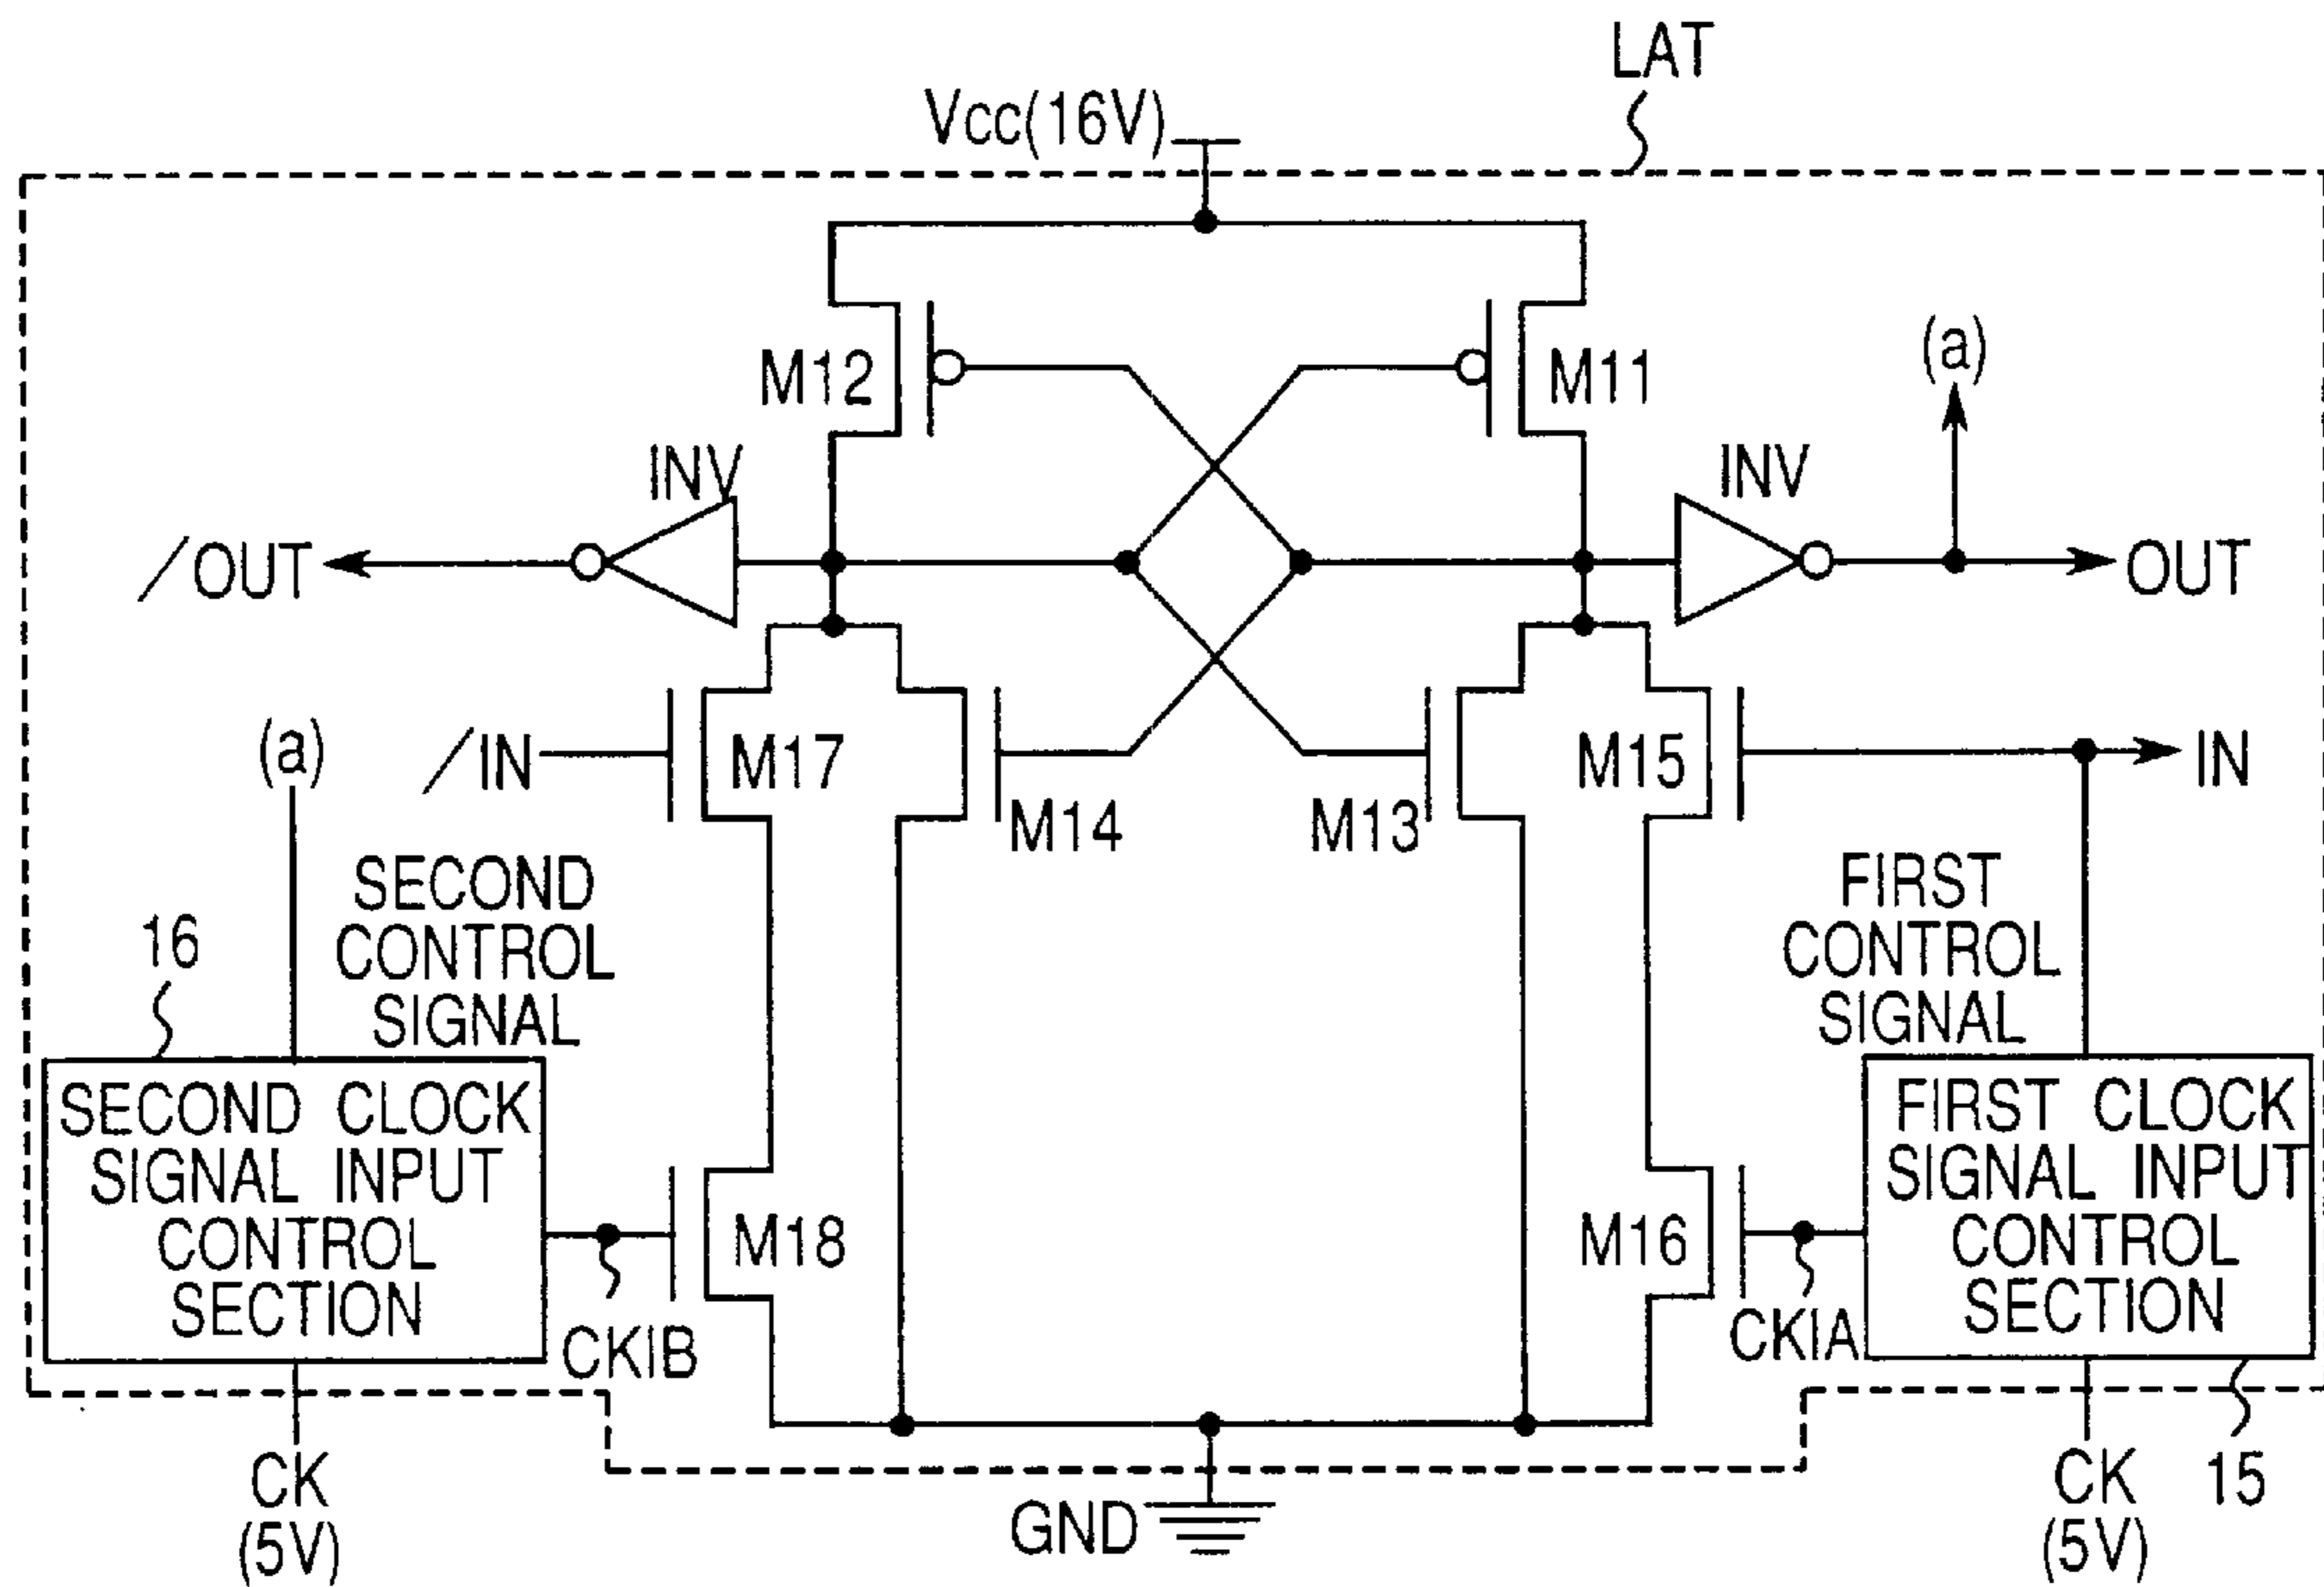 LAT
Vcc(16V)
M12
M11
(a)
INV
INV
/OUT
OUT
(a)
/IN
M17
M14
M13
M15
IN
16
SECOND
CONTROL
SIGNAL
FIRST
CONTROL
SIGNAL
SECOND CLOCK
SIGNAL INPUT
CONTROL
SECTION
M18
CKIB
M16
CKIA
FIRST CLOCK
SIGNAL INPUT
CONTROL
SECTION
CK
(5V)
GND
CK
(5V)
15